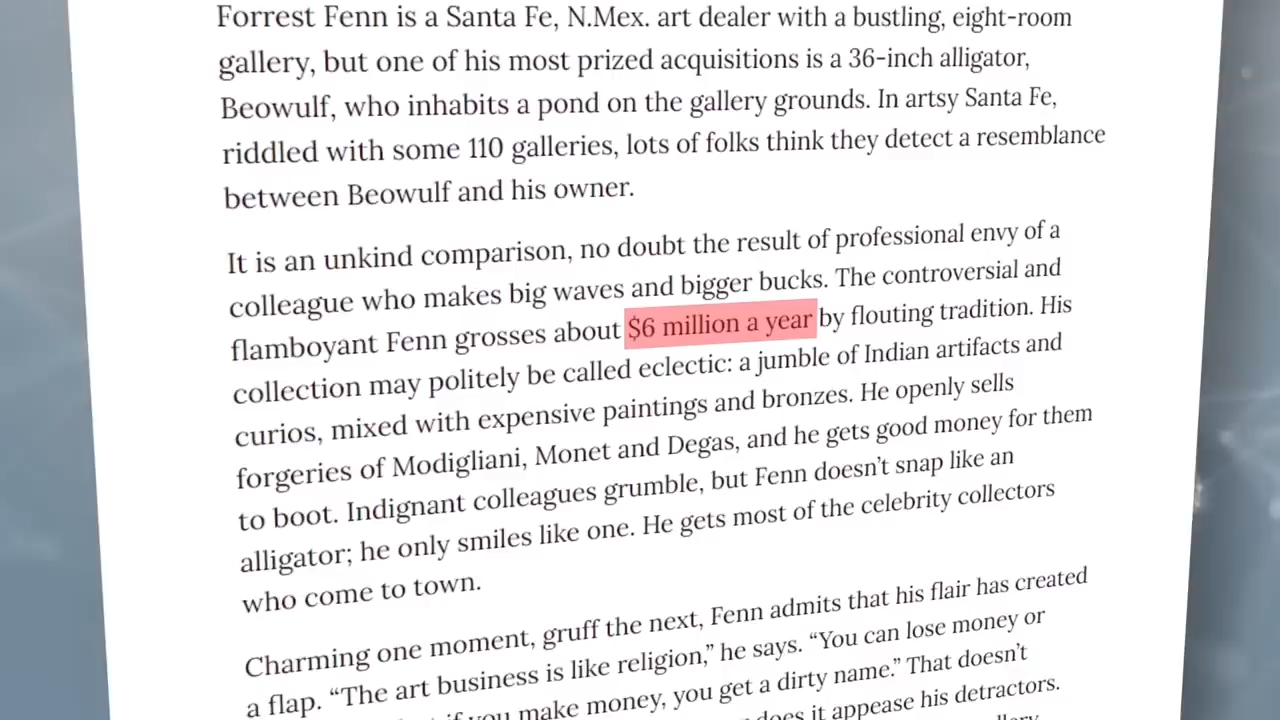 Forrest Fenn is a Santa Fe, N.Mex. art dealer with a bustling, eight-room
gallery, but one of his most prized acquisitions is a 36-inch alligator,
Beowulf, who inhabits a pond on the gallery grounds. In artsy Santa Fe,
riddled with some 110 galleries, lots of folks think they detect a resemblance
between Beowulf and his owner.
It is an unkind comparison, no doubt the result of professional envy of a
colleague who makes big waves and bigger bucks. The controversial and
flamboyant Fenn grosses about $6 million a year by flouting tradition. His
collection may politely be called eclectic: a jumble of Indian artifacts and
curios, mixed with expensive paintings and bronzes. He openly sells
forgeries of Modigliani, Monet and Degas, and he gets good money for them
to boot. Indignant colleagues grumble, but Fenn doesn’t snap like an
alligator; he only smiles like one. He gets most of the celebrity collectors
who come to town.
Charming one moment, gruff the next, Fenn admits that his flair has created
a flap. “The art business is like religion,” he says. “You can lose money or
if you make money, you get a dirty name.” That doesn’t
does it appease his detractors.